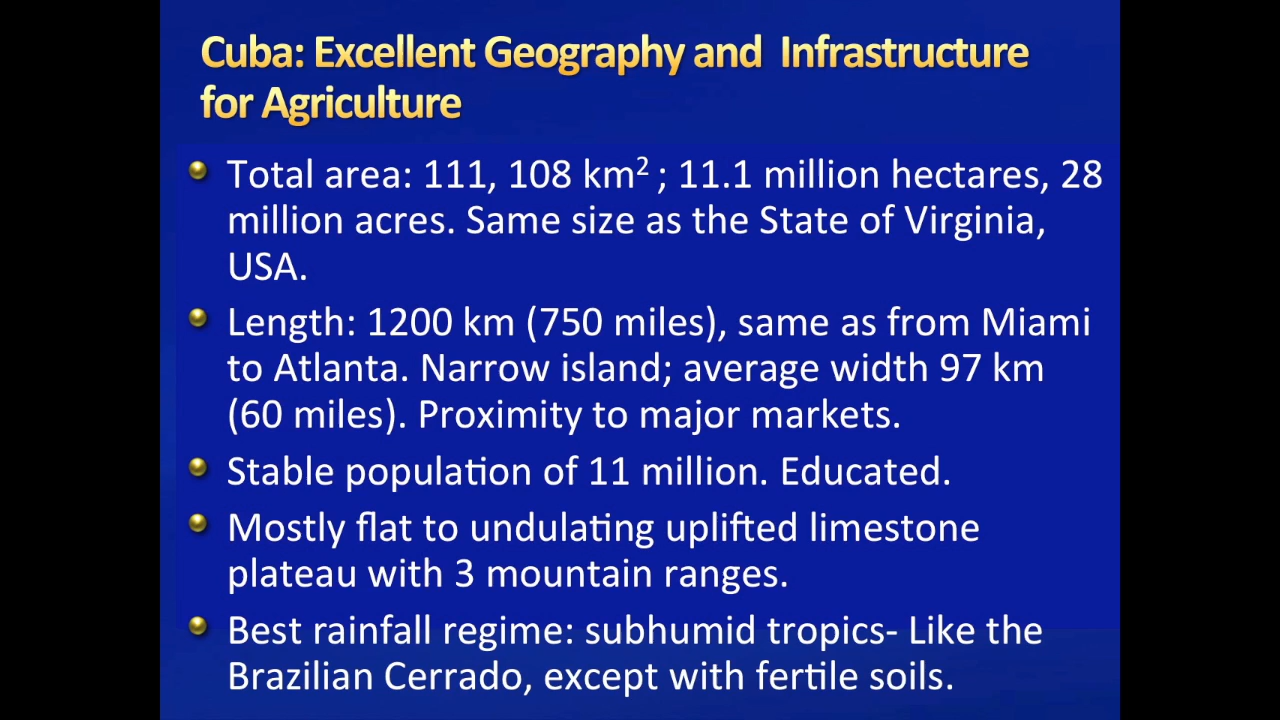 Cuba: Excellent Geography and  Infrastructure
for Agriculture
Total area: 111, 108 km² ; 11.1 million hectares, 28
million acres. Same size as the State of Virginia,
USA.
Length: 1200 km (750 miles), same as from Miami
to Atlanta. Narrow island; average width 97 km
(60 miles). Proximity to major markets.
Stable population of 11 million. Educated.
Mostly flat to undulating uplifted limestone
plateau with 3 mountain ranges.
Best rainfall regime: subhumid tropics- Like the
Brazilian Cerrado, except with fertile soils.